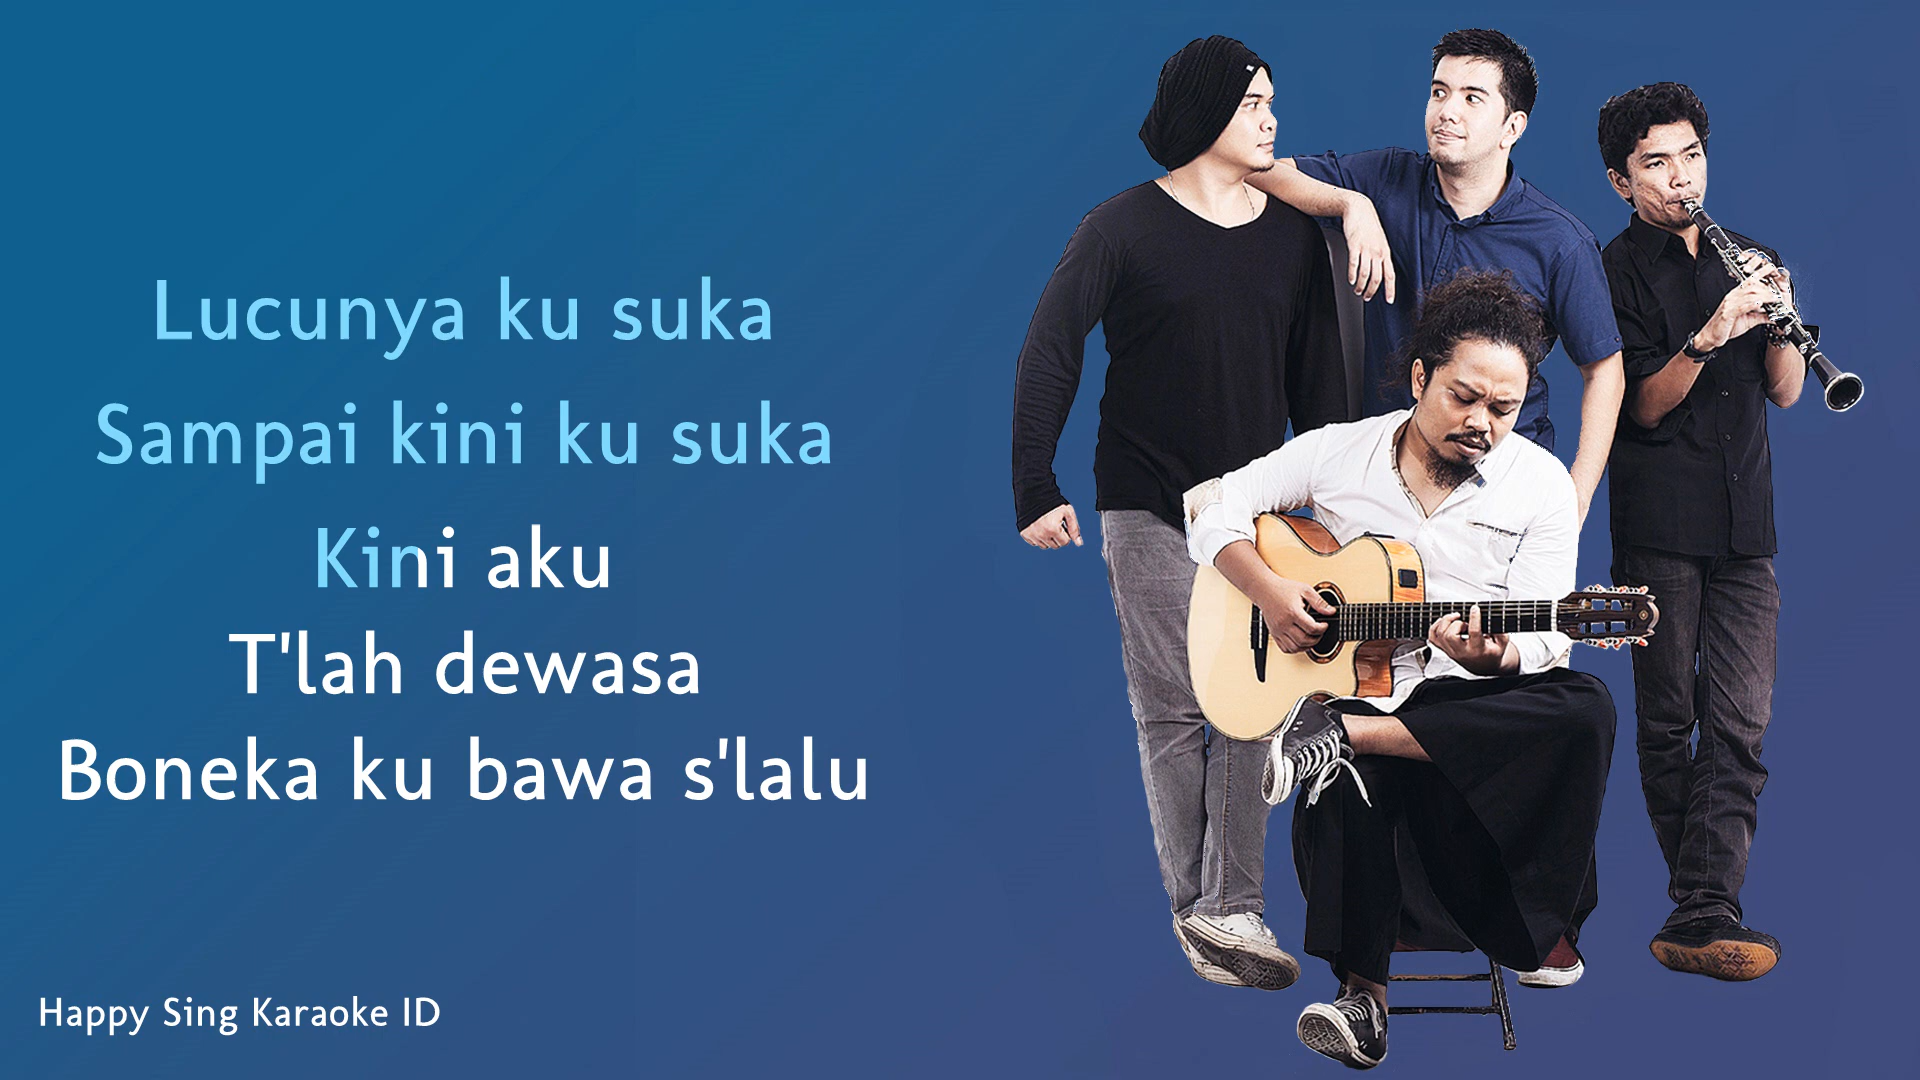 Lucunya ku suka
Sampai kini ku suka
Kini aku
T'lah dewasa
Boneka ku bawa s'lalu
Happy Sing Karaoke ID